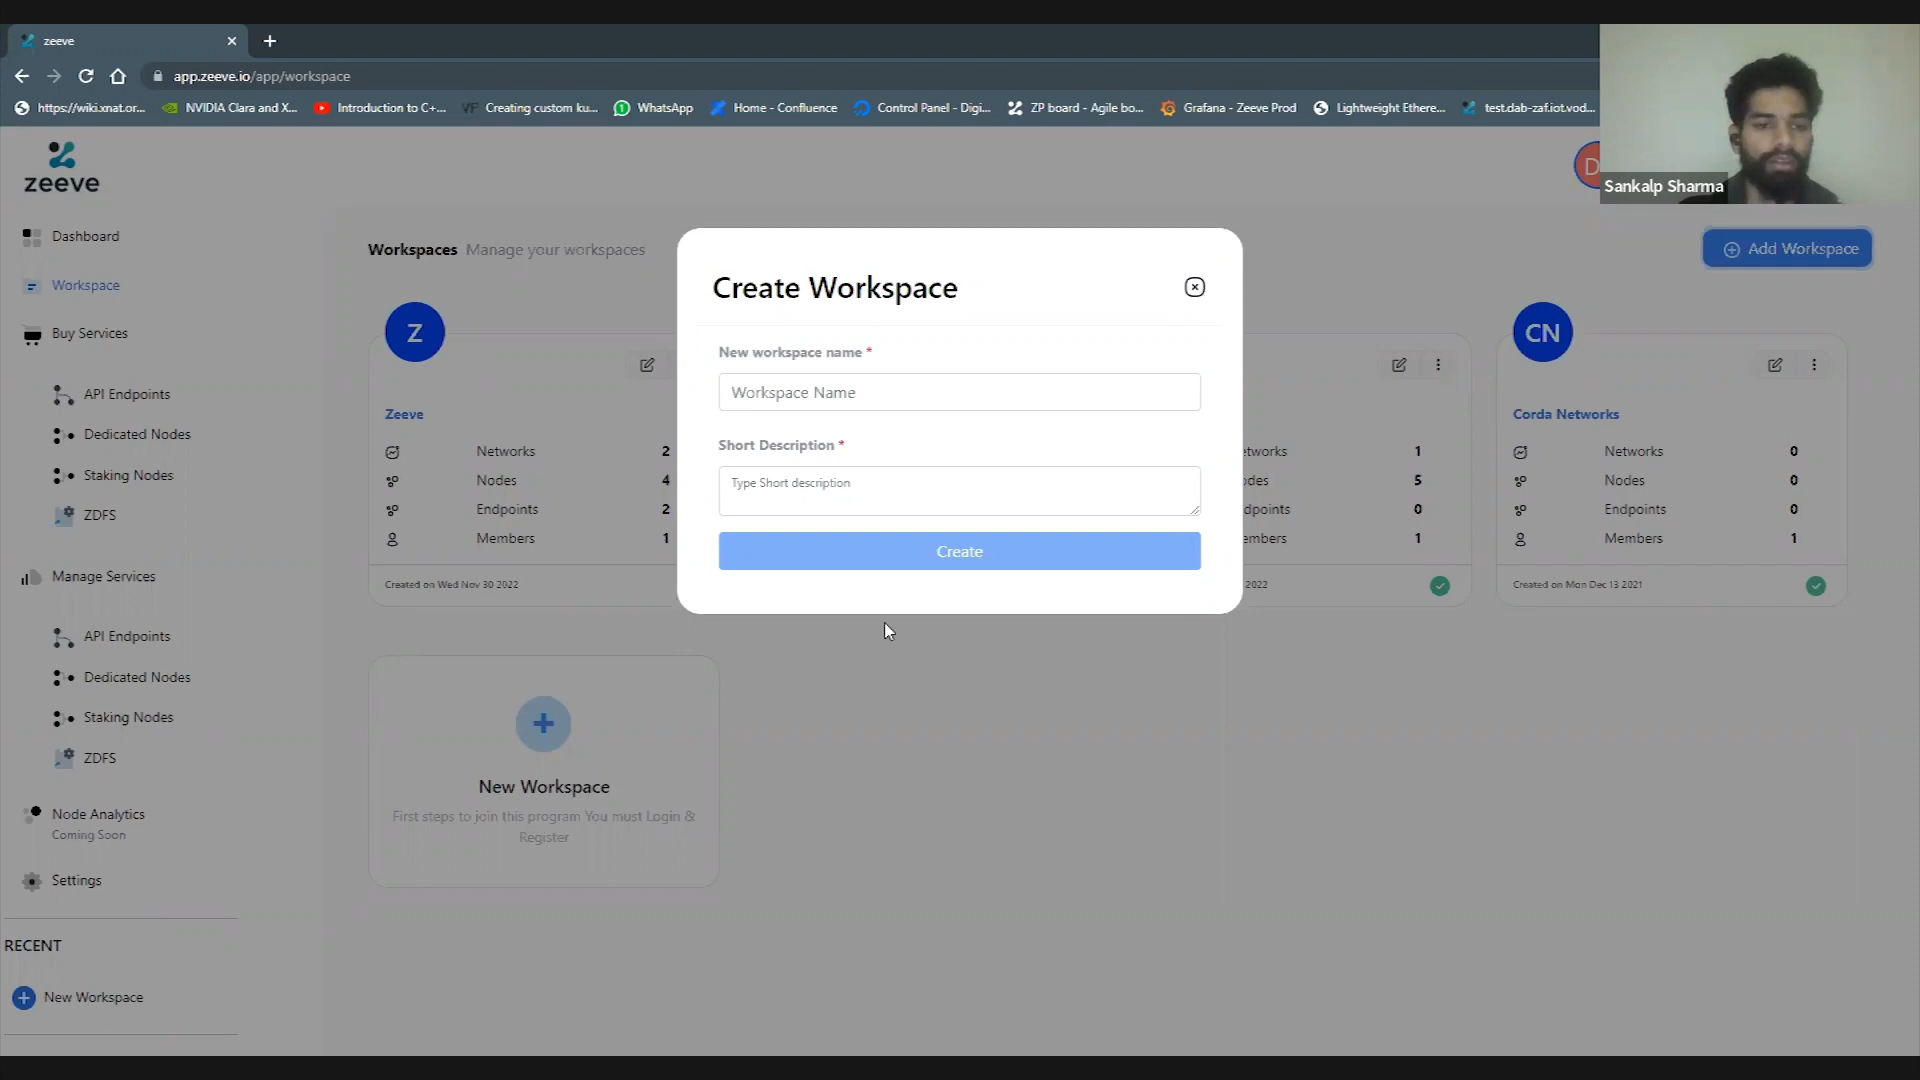 zeeve
app.zeeve.io/app/workspace
https://wiki.xnat.or...
NVIDIA Clara and X...
Introduction to C+...
VP Creating custom ku...
WhatsApp
Home - Confluence
Control Panel - Digi...
ZP board - Agile bo...
Grafana - Zeeve Prod
Lightweight Ethere...
test.dab-zaf.iot.vod...
zeeve
D
Sankalp Sharma
Dashboard
Workspace
Buy Services
API Endpoints
Dedicated Nodes
Staking Nodes
ZDFS
Manage Services
API Endpoints
Dedicated Nodes
Staking Nodes
ZDFS
Node Analytics
Coming Soon
Settings
RECENT
New Workspace
Workspaces Manage your workspaces
Add Workspace
Z
Zeeve
Networks 2
Nodes 4
Endpoints 2
Members 1
Created on Wed Nov 30 2022
Create Workspace
New workspace name *
Workspace Name
Short Description *
Type Short description
Create
etworks 1
des 5
dpoints 0
embers 1
2022
CN
Corda Networks
Networks 0
Nodes 0
Endpoints 0
Members 1
Created on Mon Dec 13 2021
New Workspace
First steps to join this program You must Login &
Register